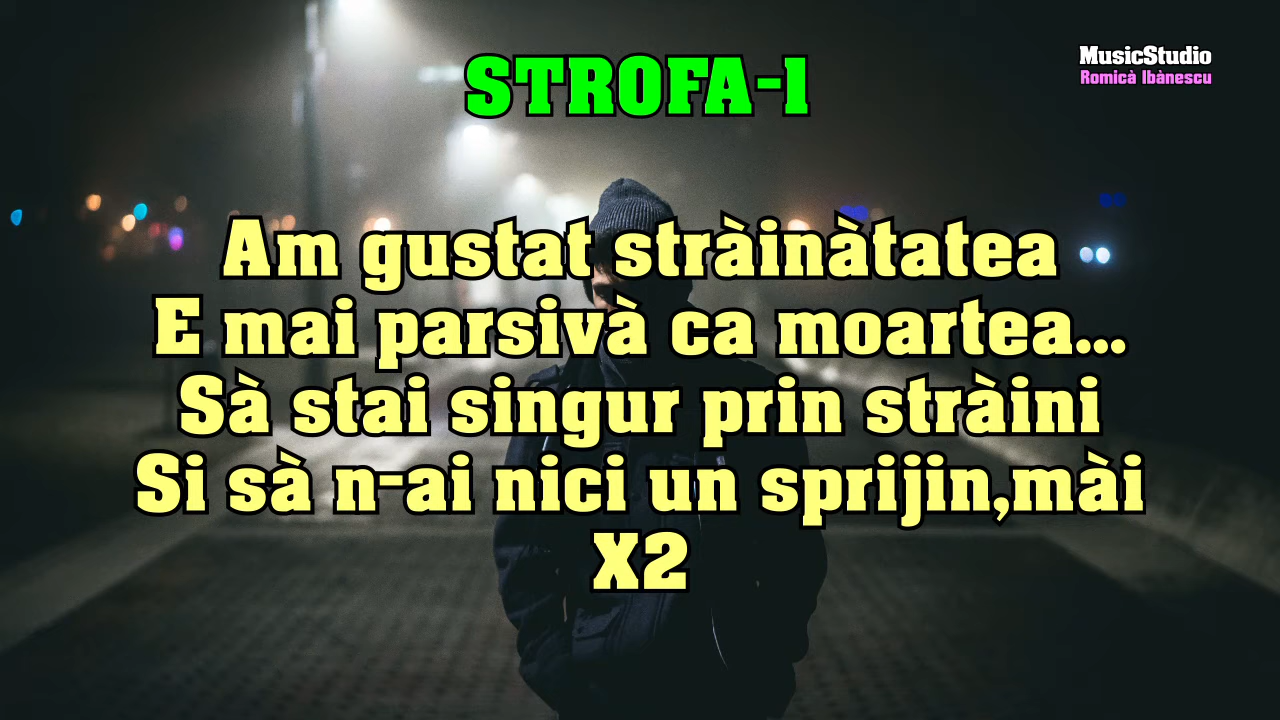 STROFA-1
MusicStudio
Romicà Ibànescu
Am gustat stràinàtatea
E mai parsivà ca moartea...
Sà stai singur prin stràini
Si sà n-ai nici un sprijin,mài
X2